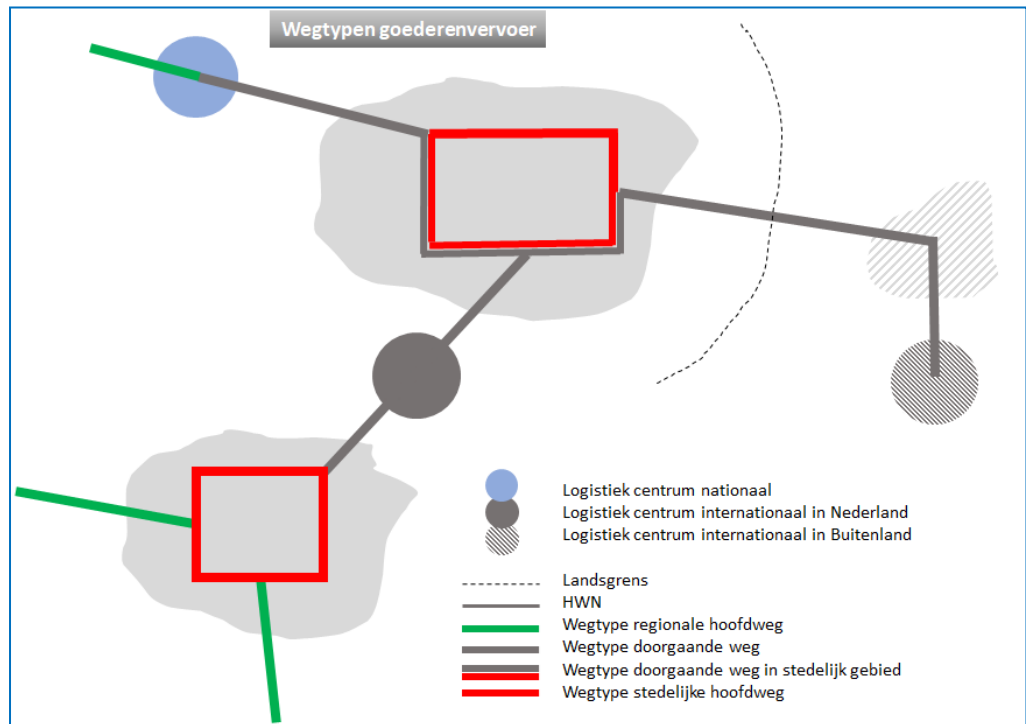 Wegtypen goederenvervoer
Logistiek centrum nationaal
Logistiek centrum internationaal in Nederland
Logistiek centrum internationaal in Buitenland
Landsgrens
HWN
Wegtype regionale hoofdweg
Wegtype doorgaande weg
Wegtype doorgaande weg in stedelijk gebied
Wegtype stedelijke hoofdweg